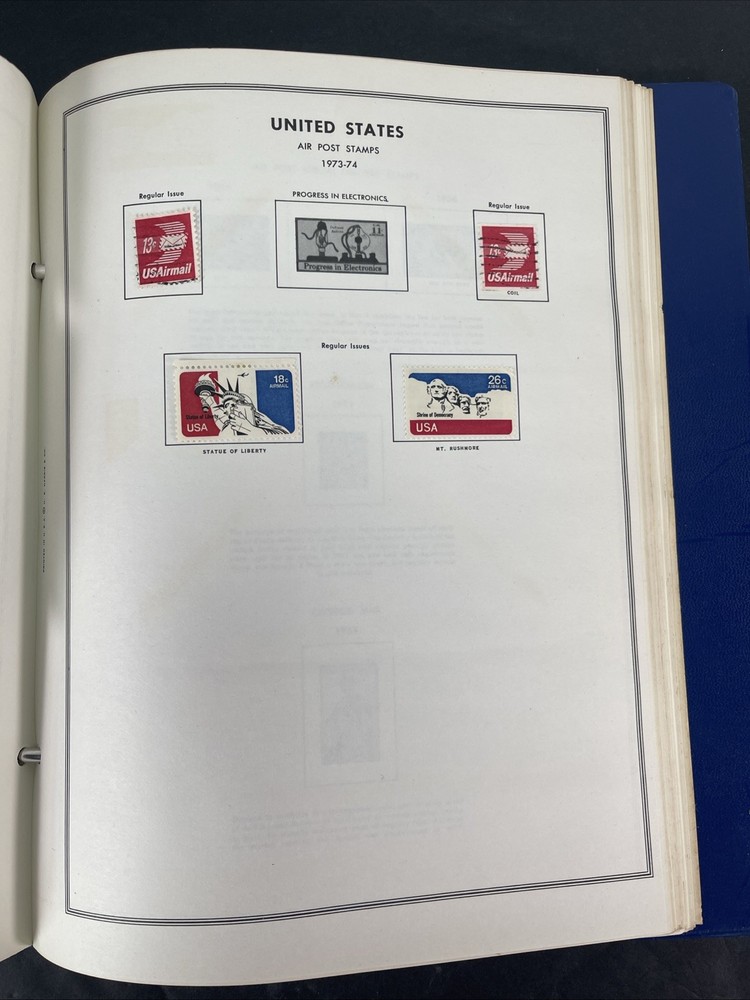 UNITED STATES
AIR POST STAMPS
1973-74
Regular Issue
PROGRESS IN ELECTRONICS
Regular Issue
13c
USAirmail
11c
Progress in Electronics
13c
USAirmail
COIL
Regular Issues
18c
AIRMAIL
Statue of Liberty
USA
26c
AIRMAIL
Shrine of Democracy
USA
STATUE OF LIBERTY
MT. RUSHMORE